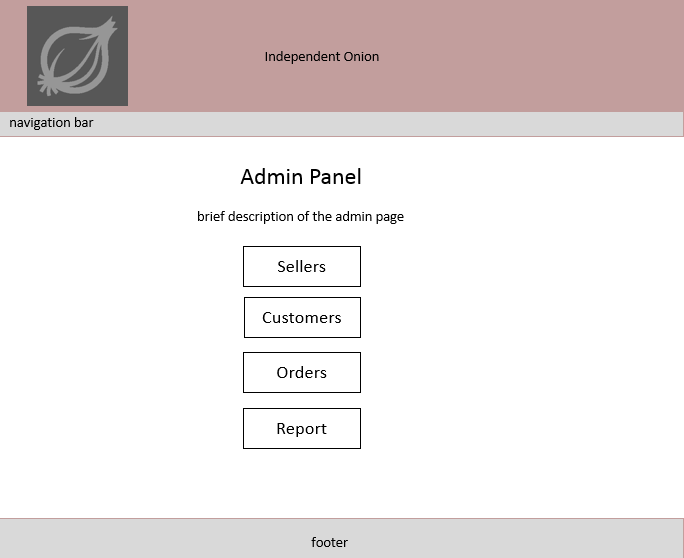 Independent Onion
navigation bar
Admin Panel
brief description of the admin page
Sellers
Customers
Orders
Report
footer